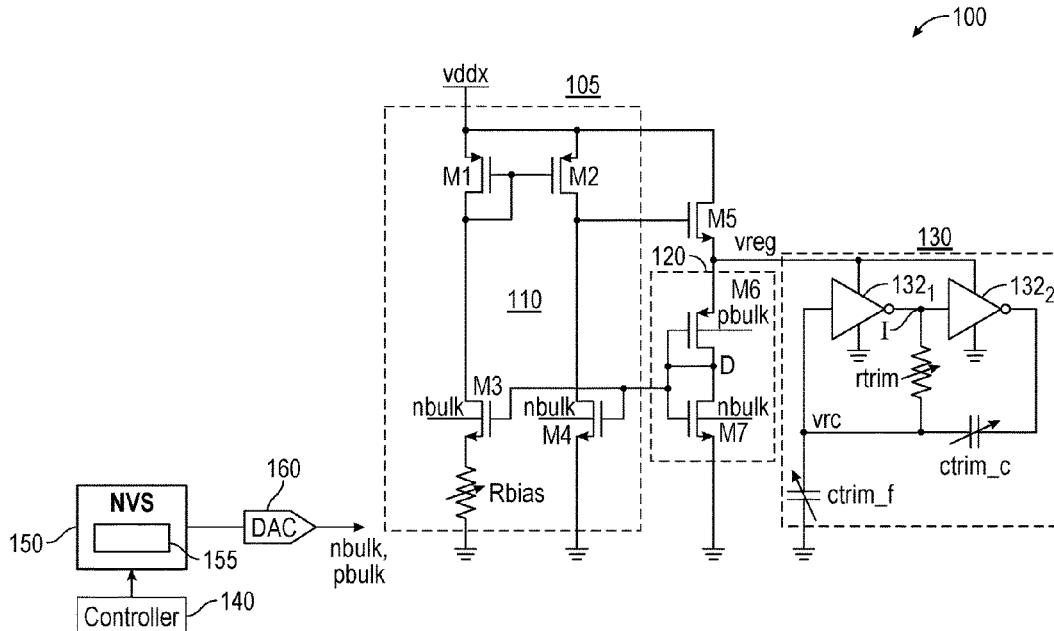 100
vddx
105
M1
M2
M5
vreg
130
120
132₁
132₂
M6
pbulk
110
I
rtrim
D
M3
nbulk
nbulk
nbulk
M4
M7
vrc
ctrim_c
Rbias
ctrim_f
NVS
160
DAC
150
155
nbulk,
pbulk
Controller
140